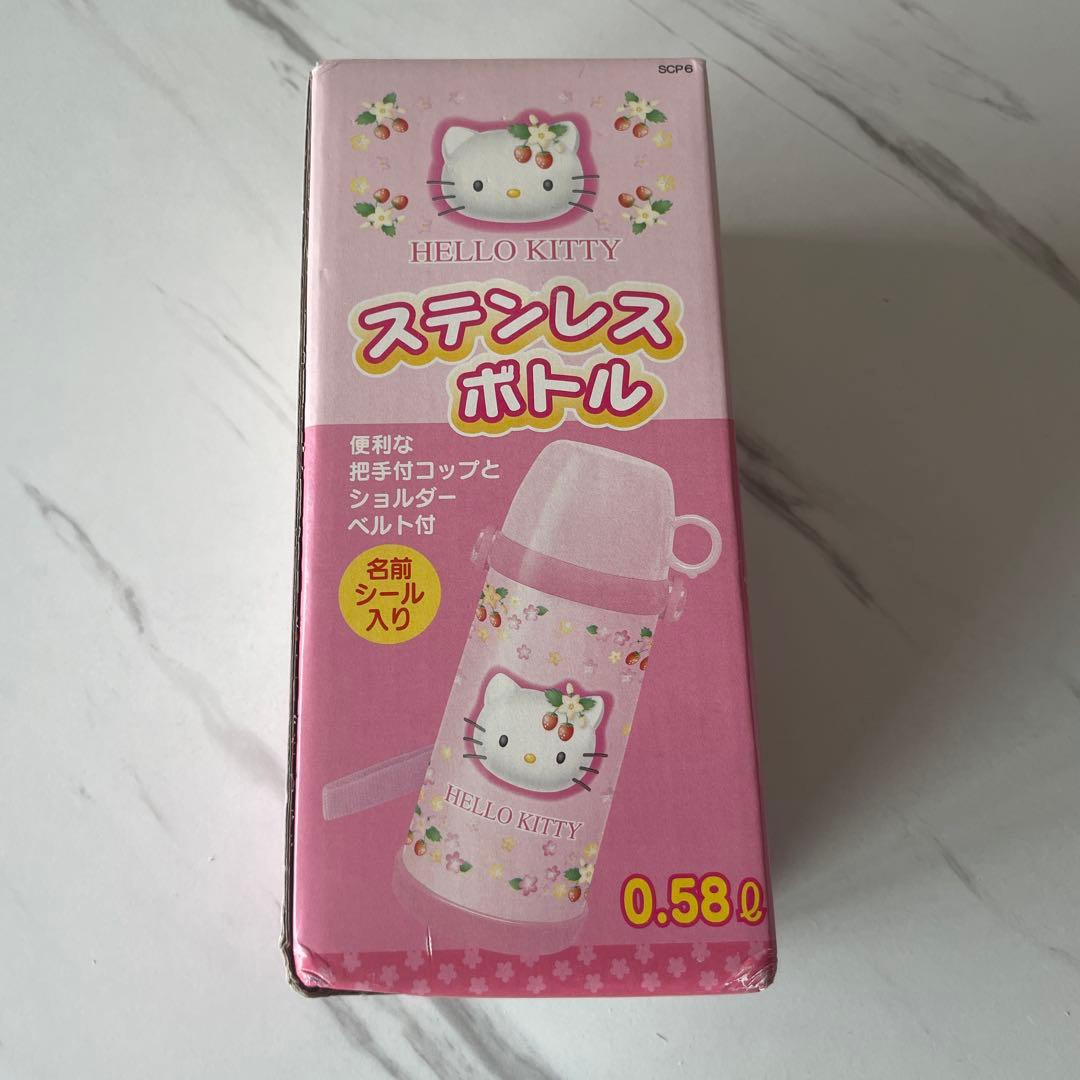 SCP6
HELLO KITTY
ステンレス
ボトル
便利な
把手付コップと
ショルダー
ベルト付
名前
シール
入り
HELLO KITTY
0.58ℓ